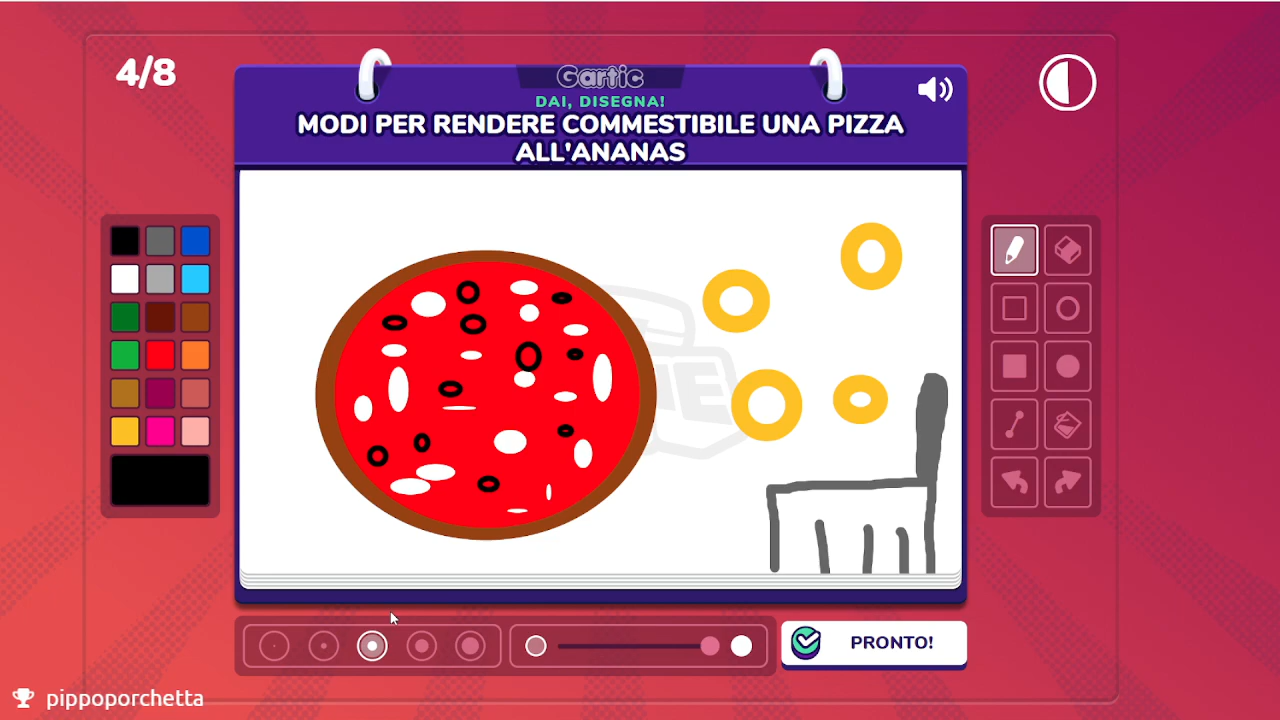 4/8
Gartic
DAI, DISEGNA!
MODI PER RENDERE COMMESTIBILE UNA PIZZA
ALL'ANANAS
PRONTO!
pippoporchetta